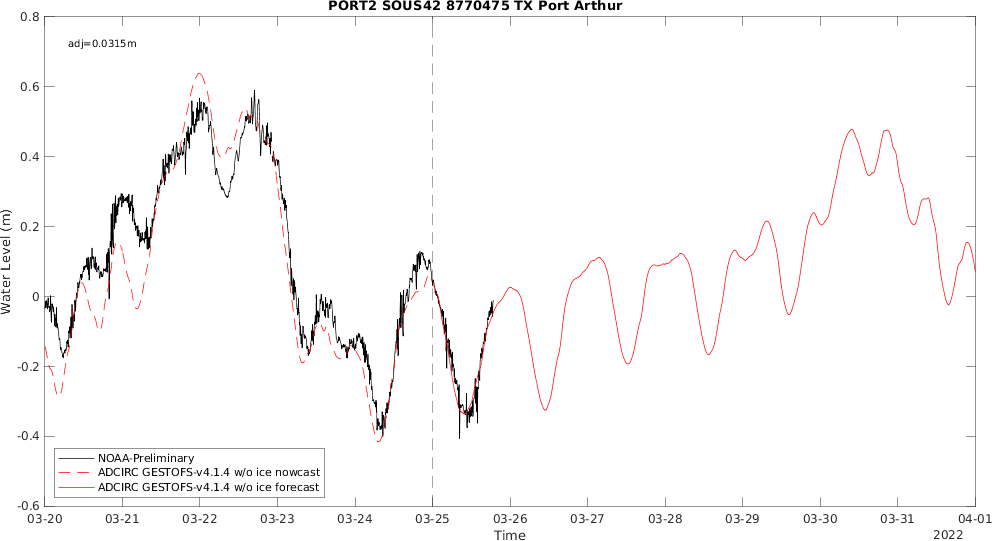 PORT2 SOUS42 8770475 TX Port Arthur
adj=0.0315m
0.8
0.6
0.4
0.2
0
-0.2
-0.4
-0.6
Water Level (m)
NOAA-Preliminary
ADCIRC GESTOFS-v4.1.4 w/o ice nowcast
ADCIRC GESTOFS-v4.1.4 w/o ice forecast
03-20 03-21 03-22 03-23 03-24 03-25 03-26 03-27 03-28 03-29 03-30 03-31 04-01
Time
2022